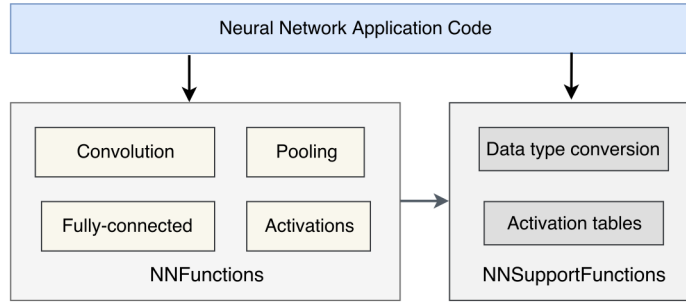 Neural Network Application Code
Convolution
Pooling
Data type conversion
Fully-connected
Activations
Activation tables
NNFunctions
NNSupportFunctions